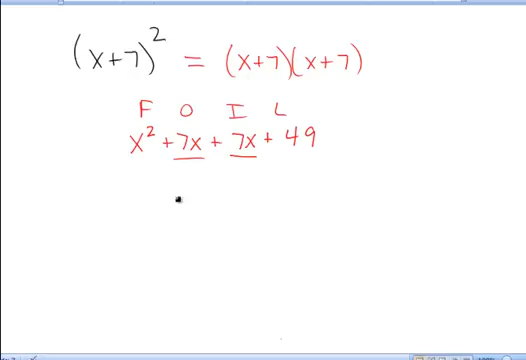 (x+7)² = (x+7)(x+7)
F O I L
x² + 7x + 7x + 49